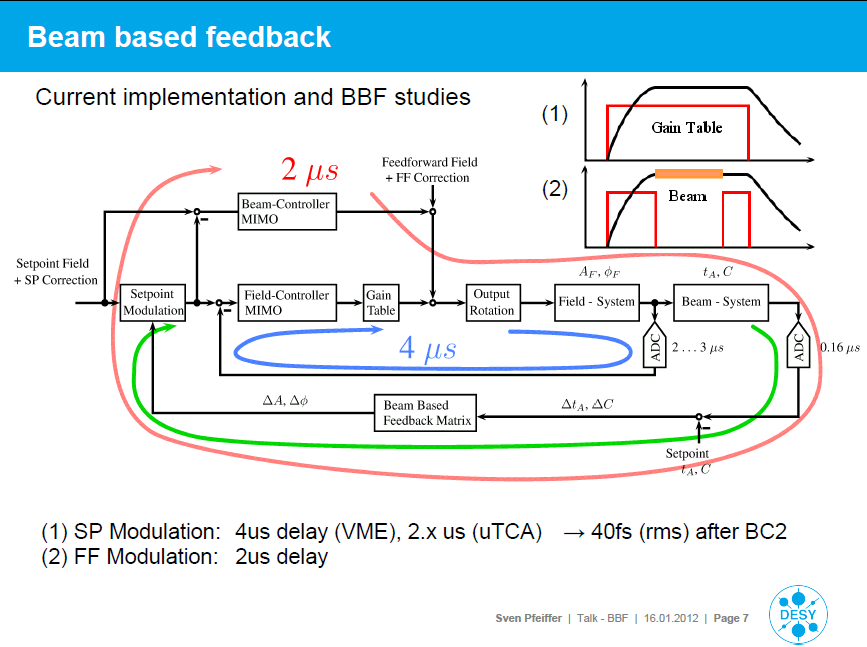 Beam based feedback
Current implementation and BBF studies
(1)
Gain Table
(2)
Beam
2 μs
Feedforward Field
+ FF Correction
Beam-Controller
MIMO
-
Setpoint Field
+ SP Correction
Setpoint
Modulation
-
Field-Controller
MIMO
Gain
Table
Output
Rotation
A_F, ϕ_F
Field - System
t_A, C
Beam - System
4 μs
ADC
2 ... 3 μs
ADC
0.16 μs
ΔA, Δϕ
Beam Based
Feedback Matrix
Δt_A, ΔC
-
Setpoint
t_A, C
(1) SP Modulation: 4us delay (VME), 2.x us (uTCA) → 40fs (rms) after BC2
(2) FF Modulation: 2us delay
Sven Pfeiffer | Talk - BBF | 16.01.2012 | Page 7
DESY